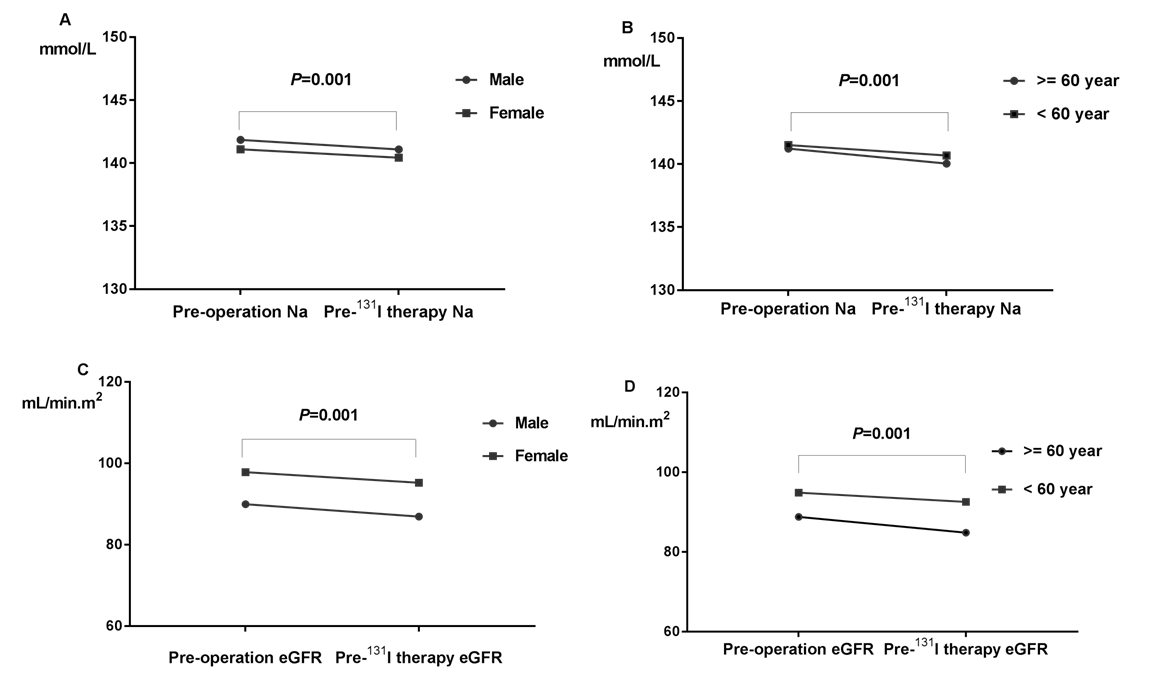 A
mmol/L
150
145
140
135
130
P=0.001
Male
Female
Pre-operation Na Pre-¹³¹I therapy Na
B
mmol/L
150
145
140
135
130
P=0.001
>= 60 year
< 60 year
Pre-operation Na Pre-¹³¹I therapy Na
C
mL/min.m²
120
100
80
60
P=0.001
Male
Female
Pre-operation eGFR Pre-¹³¹I therapy eGFR
D
mL/min.m²
120
100
80
60
P=0.001
>= 60 year
< 60 year
Pre-operation eGFR Pre-¹³¹I therapy eGFR